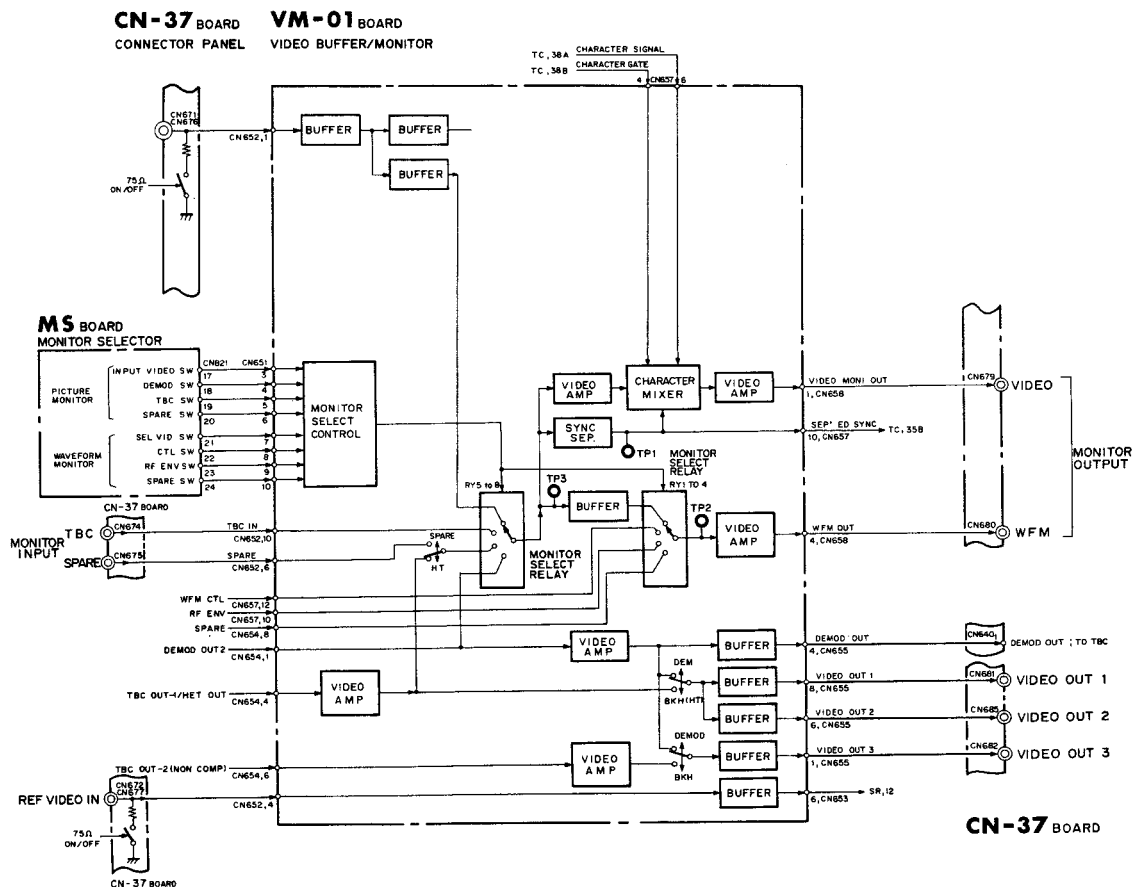 CN-37 BOARD
CONNECTOR PANEL
VM-01 BOARD
VIDEO BUFFER/MONITOR
TC, 38A CHARACTER SIGNAL
TC, 38B CHARACTER GATE
4 CN657 6
CN671
CN676
CN652,1
BUFFER
BUFFER
BUFFER
75Ω
ON/OFF
MS BOARD
MONITOR SELECTOR
PICTURE
MONITOR
WAVEFORM
MONITOR
INPUT VIDEO SW
DEMOD SW
TBC SW
SPARE SW
SEL VID SW
CTL SW
RF ENV SW
SPARE SW
CN821
17
18
19
20
21
22
23
24
CN651
3
4
5
6
7
8
9
10
MONITOR
SELECT
CONTROL
VIDEO
AMP
CHARACTER
MIXER
VIDEO
AMP
VIDEO MONI OUT
1, CN658
CN679
VIDEO
SYNC
SEP.
TP1
SEP' ED SYNC
10, CN657
TC, 35B
MONITOR
OUTPUT
MONITOR
SELECT
RELAY
RY5 to 8
TP3
BUFFER
RY1 TO 4
TP2
VIDEO
AMP
WFM OUT
4, CN658
CN680
WFM
MONITOR
SELECT
RELAY
CN-37 BOARD
MONITOR
INPUT
TBC
CN674
TBC IN
CN652,10
SPARE
CN675
SPARE
CN652,6
SPARE
HT
WFM CTL
CN657,12
RF ENV
CN657,10
SPARE
CN654,8
DEMOD OUT2
CN654,1
VIDEO
AMP
BUFFER
DEMOD OUT
4, CN655
CN640,1
DEMOD OUT ; TO TBC
TBC OUT-1/HET OUT
CN654,4
VIDEO
AMP
DEM
BKH(HT)
BUFFER
VIDEO OUT 1
8, CN655
CN681
VIDEO OUT 1
BUFFER
VIDEO OUT 2
6, CN655
CN685
VIDEO OUT 2
DEMOD
BKH
BUFFER
VIDEO OUT 3
1, CN655
CN682
VIDEO OUT 3
TBC OUT-2(NON COMP)
CN654,6
VIDEO
AMP
REF VIDEO IN
CN672
CN677
CN652,4
BUFFER
6, CN653
SR,12
75Ω
ON/OFF
CN-37 BOARD
CN-37 BOARD